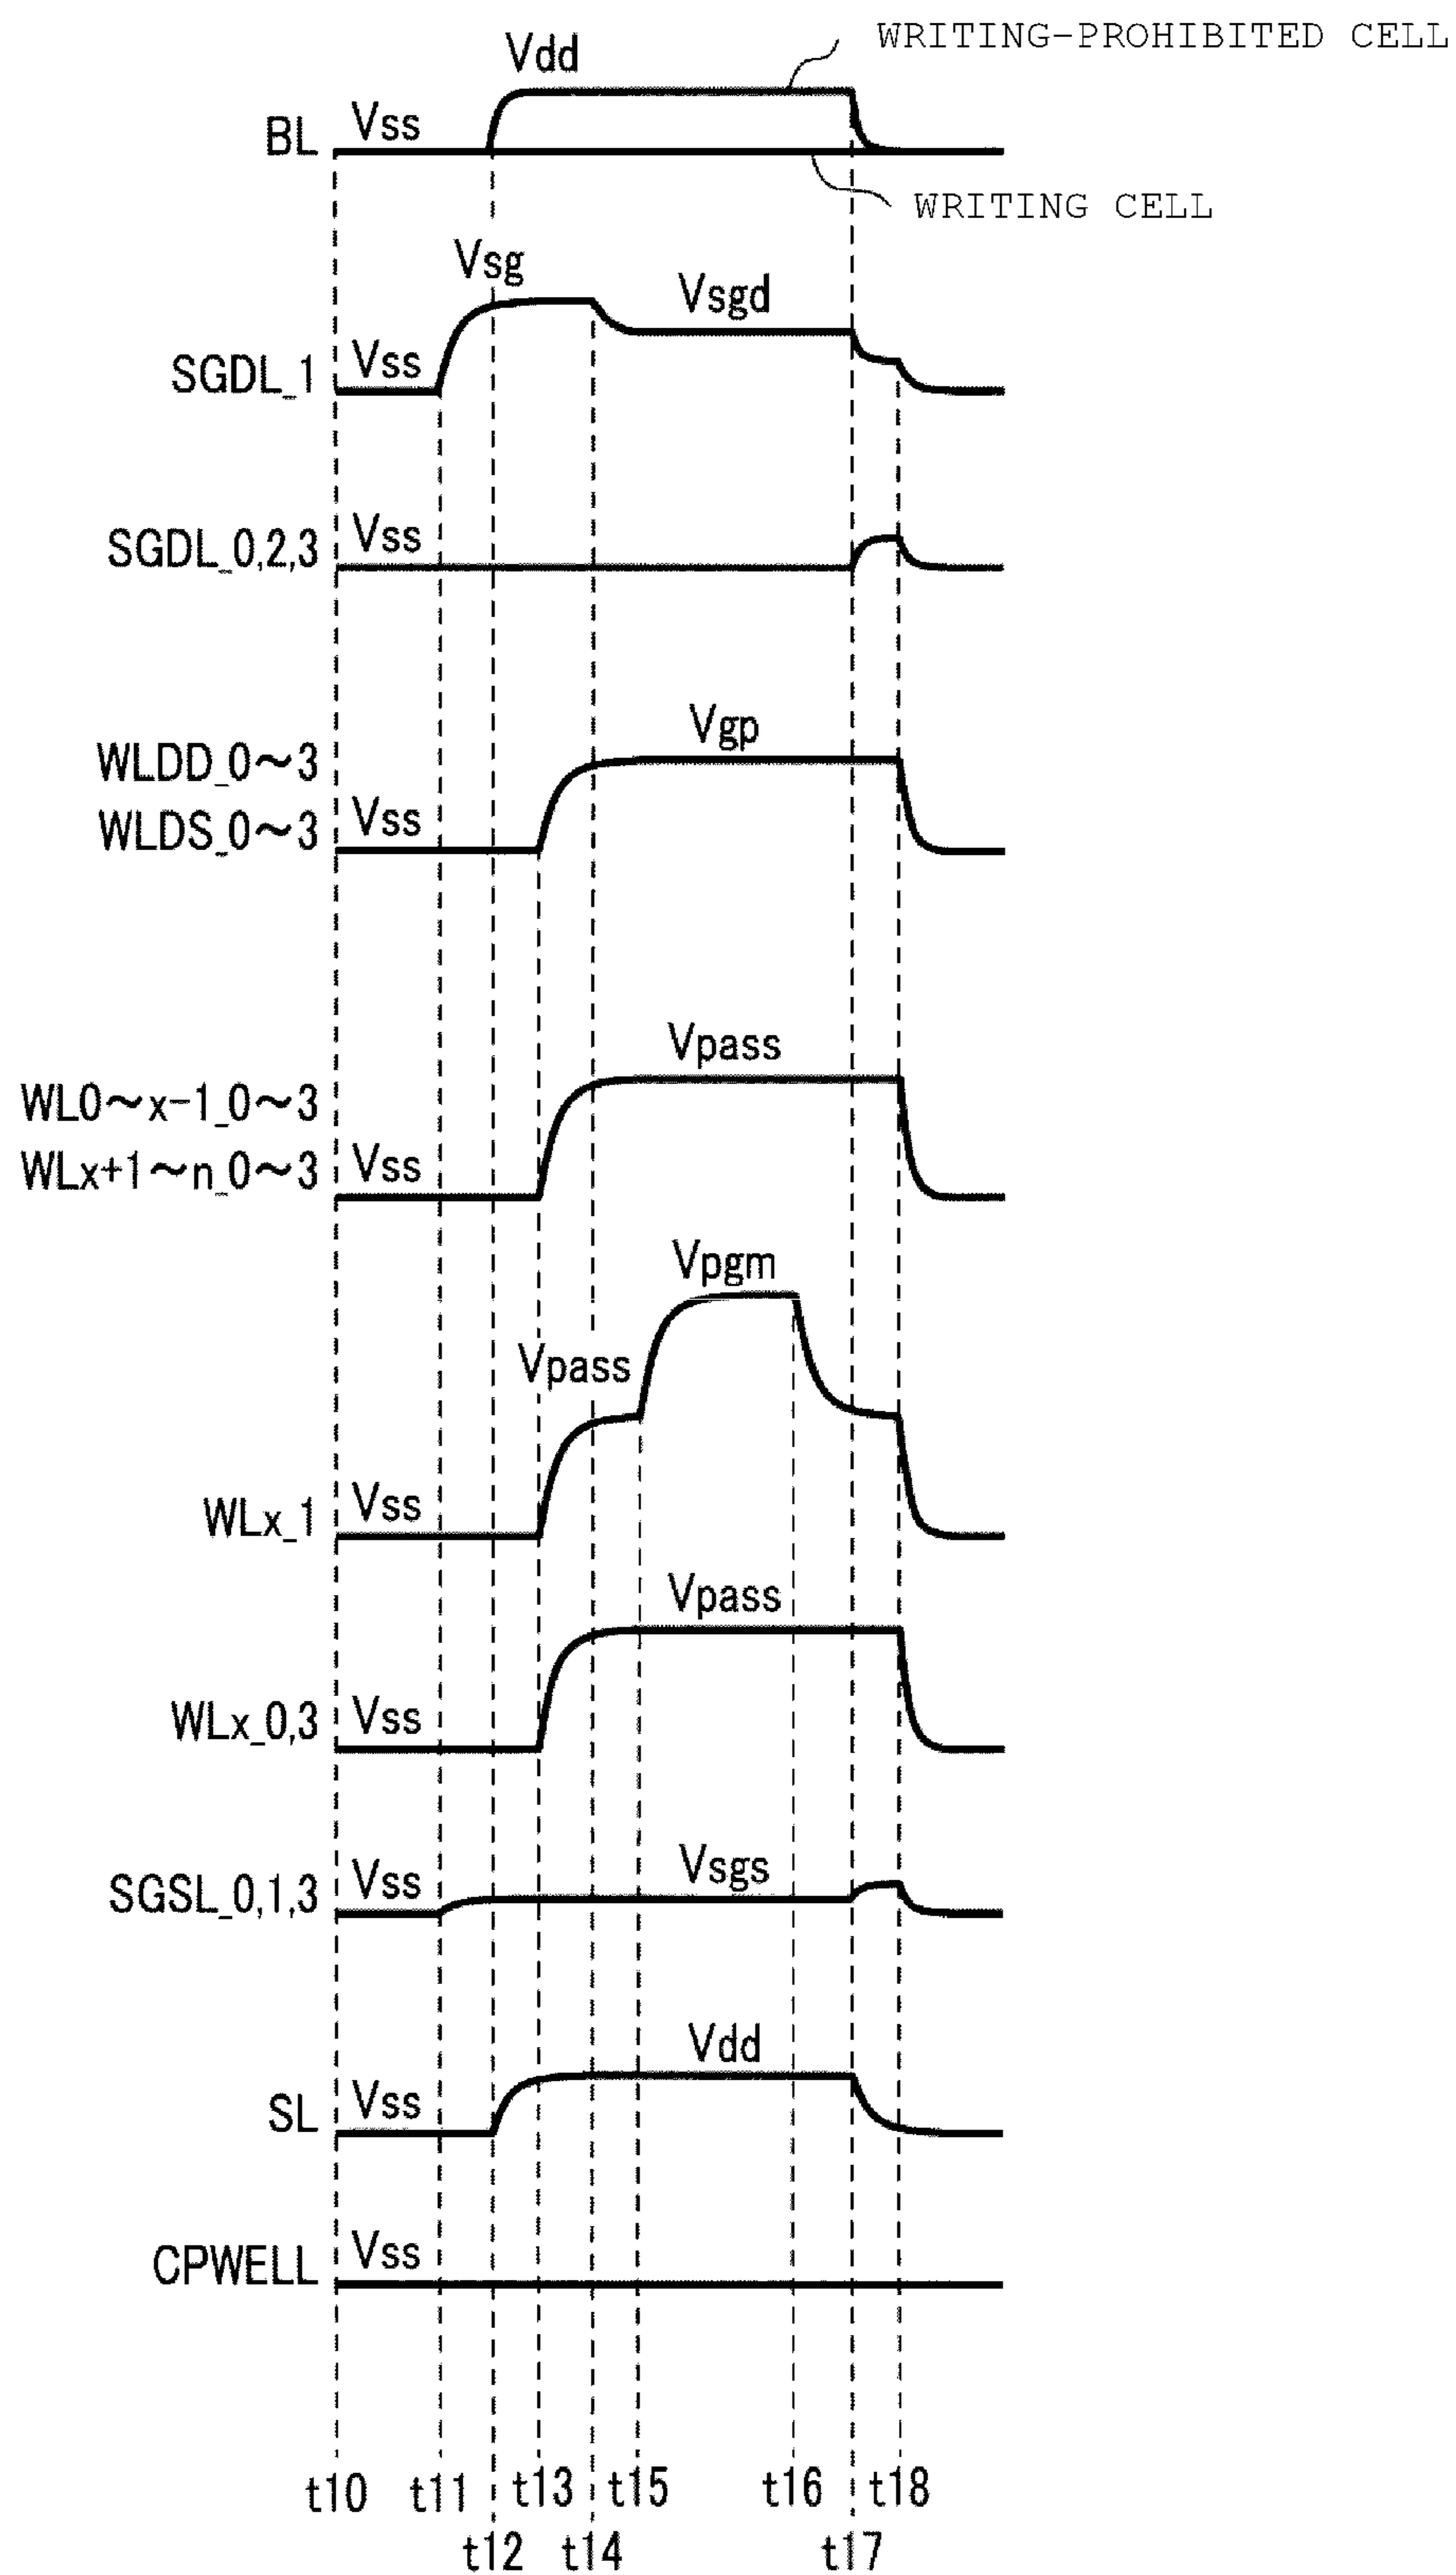 WRITING-PROHIBITED CELL
Vdd
BL Vss
WRITING CELL
Vsg
Vsgd
SGDL_1 Vss
SGDL_0,2,3 Vss
Vgp
WLDD_0~3
WLDS_0~3 Vss
Vpass
WL0~x-1_0~3
WLx+1~n_0~3 Vss
Vpgm
Vpass
WLx_1 Vss
Vpass
WLx_0,3 Vss
Vsgs
SGSL_0,1,3 Vss
Vdd
SL Vss
CPWELL Vss
t10 t11 t13 t15 t16 t18
t12 t14 t17